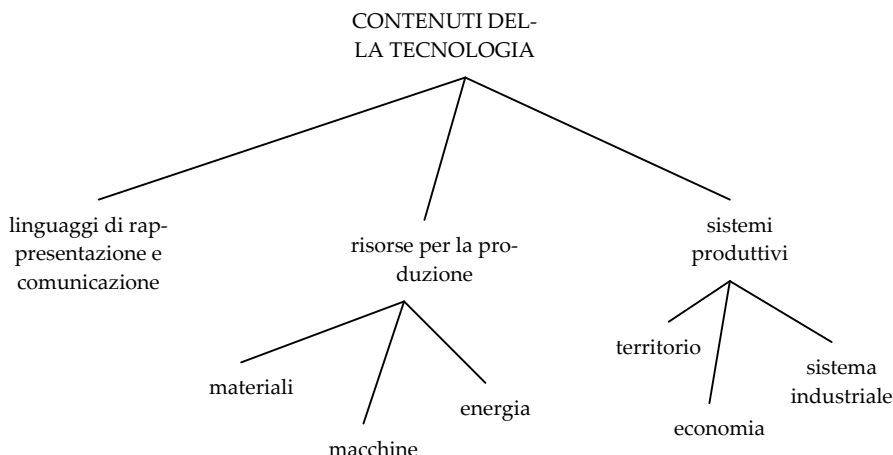 CONTENUTI DEL-
LA TECNOLOGIA
linguaggi di rap-
presentazione e
comunicazione
risorse per la pro-
duzione
sistemi
produttivi
materiali
macchine
energia
territorio
economia
sistema
industriale